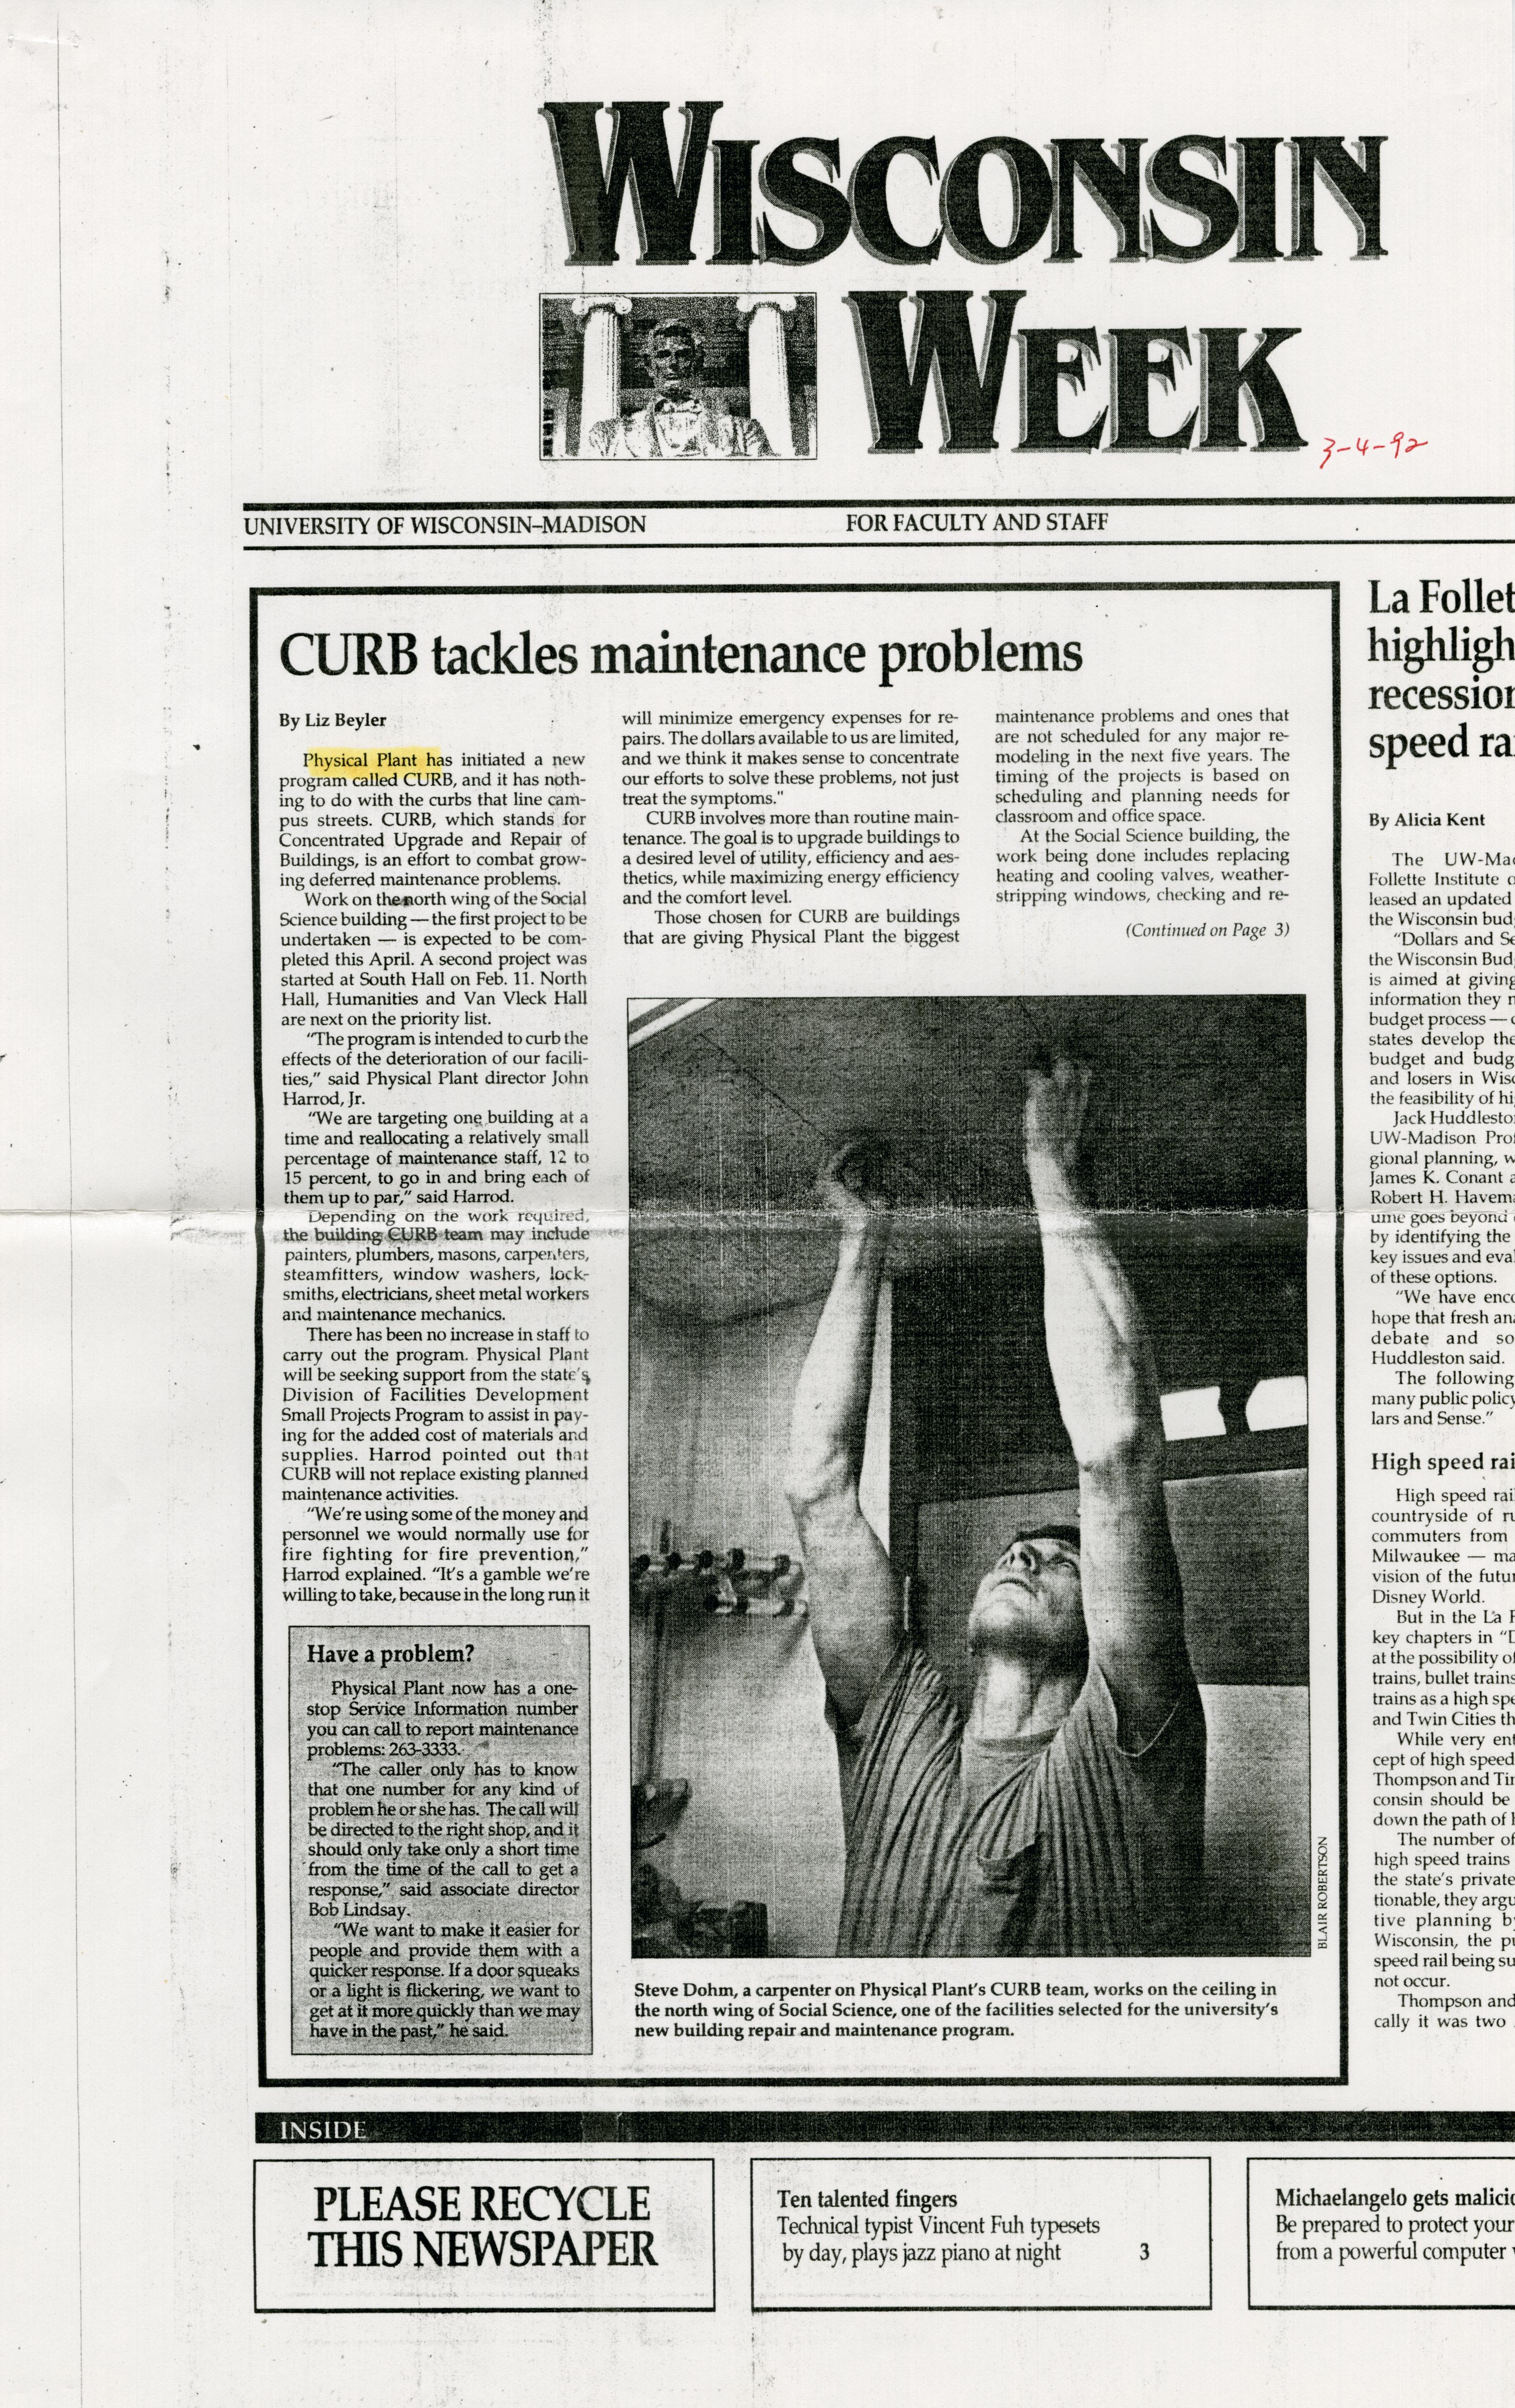 WISCONSIN
WEEK
3-4-92
UNIVERSITY OF WISCONSIN–MADISON
FOR FACULTY AND STAFF
CURB tackles maintenance problems
By Liz Beyler
Physical Plant has initiated a new
program called CURB, and it has noth-
ing to do with the curbs that line cam-
pus streets. CURB, which stands for
Concentrated Upgrade and Repair of
Buildings, is an effort to combat grow-
ing deferred maintenance problems.
Work on the north wing of the Social
Science building — the first project to be
undertaken — is expected to be com-
pleted this April. A second project was
started at South Hall on Feb. 11. North
Hall, Humanities and Van Vleck Hall
are next on the priority list.
"The program is intended to curb the
effects of the deterioration of our facili-
ties," said Physical Plant director John
Harrod, Jr.
"We are targeting one building at a
time and reallocating a relatively small
percentage of maintenance staff, 12 to
15 percent, to go in and bring each of
them up to par," said Harrod.
Depending on the work required,
the building CURB team may include
painters, plumbers, masons, carpenters,
steamfitters, window washers, lock-
smiths, electricians, sheet metal workers
and maintenance mechanics.
There has been no increase in staff to
carry out the program. Physical Plant
will be seeking support from the state's
Division of Facilities Development
Small Projects Program to assist in pay-
ing for the added cost of materials and
supplies. Harrod pointed out that
CURB will not replace existing planned
maintenance activities.
"We're using some of the money and
personnel we would normally use for
fire fighting for fire prevention,"
Harrod explained. "It's a gamble we're
willing to take, because in the long run it
will minimize emergency expenses for re-
pairs. The dollars available to us are limited,
and we think it makes sense to concentrate
our efforts to solve these problems, not just
treat the symptoms."
CURB involves more than routine main-
tenance. The goal is to upgrade buildings to
a desired level of utility, efficiency and aes-
thetics, while maximizing energy efficiency
and the comfort level.
Those chosen for CURB are buildings
that are giving Physical Plant the biggest
maintenance problems and ones that
are not scheduled for any major re-
modeling in the next five years. The
timing of the projects is based on
scheduling and planning needs for
classroom and office space.
At the Social Science building, the
work being done includes replacing
heating and cooling valves, weather-
stripping windows, checking and re-
(Continued on Page 3)
Have a problem?
Physical Plant now has a one-
stop Service Information number
you can call to report maintenance
problems: 263-3333.
"The caller only has to know
that one number for any kind of
problem he or she has. The call will
be directed to the right shop, and it
should only take only a short time
from the time of the call to get a
response," said associate director
Bob Lindsay.
"We want to make it easier for
people and provide them with a
quicker response. If a door squeaks
or a light is flickering, we want to
get at it more quickly than we may
have in the past," he said.
BLAIR ROBERTSON
Steve Dohm, a carpenter on Physical Plant's CURB team, works on the ceiling in
the north wing of Social Science, one of the facilities selected for the university's
new building repair and maintenance program.
La Follet
highligh
recession
speed ra
By Alicia Kent
The UW-Mad
Follette Institute o
leased an updated
the Wisconsin bud
"Dollars and Se
the Wisconsin Bud
is aimed at giving
information they n
budget process —
states develop the
budget and budg
and losers in Wisc
the feasibility of hi
Jack Huddlesto
UW-Madison Prof
gional planning, w
James K. Conant a
Robert H. Havema
ume goes beyond
by identifying the
key issues and eval
of these options.
"We have enco
hope that fresh ana
debate and so
Huddleston said.
The following
many public policy
lars and Sense."
High speed rai
High speed rail
countryside of ru
commuters from
Milwaukee — ma
vision of the futur
Disney World.
But in the La F
key chapters in "D
at the possibility of
trains, bullet trains
trains as a high spe
and Twin Cities th
While very ent
cept of high speed
Thompson and Tin
consin should be
down the path of h
The number of
high speed trains
the state's private
tionable, they argu
tive planning by
Wisconsin, the pu
speed rail being su
not occur.
Thompson and
cally it was two
INSIDE
PLEASE RECYCLE
THIS NEWSPAPER
Ten talented fingers
Technical typist Vincent Fuh typesets
by day, plays jazz piano at night 3
Michaelangelo gets malicio
Be prepared to protect your
from a powerful computer v